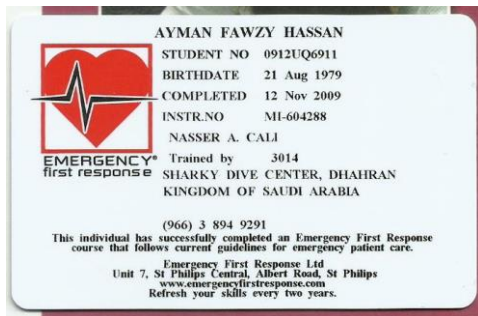 AYMAN FAWZY HASSAN
STUDENT NO 0912UQ6911
BIRTHDATE 21 Aug 1979
COMPLETED 12 Nov 2009
INSTR.NO MI-604288
NASSER A. CALI
EMERGENCY®
first response
Trained by 3014
SHARKY DIVE CENTER, DHAHRAN
KINGDOM OF SAUDI ARABIA
(966) 3 894 9291
This individual has successfully completed an Emergency First Response
course that follows current guidelines for emergency patient care.
Emergency First Response Ltd
Unit 7, St Philips Central, Albert Road, St Philips
www.emergencyfirstresponse.com
Refresh your skills every two years.